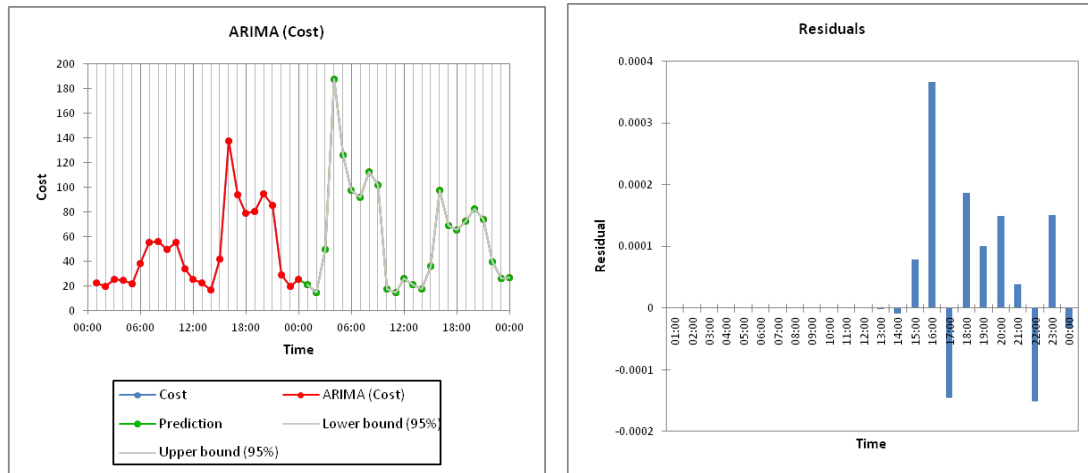 ARIMA (Cost)
200
180
160
140
120
100
80
60
40
20
0
Cost
00:00 06:00 12:00 18:00 00:00 06:00 12:00 18:00 00:00
Time
Cost ARIMA (Cost)
Prediction Lower bound (95%)
Upper bound (95%)
Residuals
0.0004
0.0003
0.0002
0.0001
0
-0.0001
-0.0002
Residual
01:00 02:00 03:00 04:00 05:00 06:00 07:00 08:00 09:00 10:00 11:00 12:00 13:00 14:00 15:00 16:00 17:00 18:00 19:00 20:00 21:00 22:00 23:00 00:00
Time